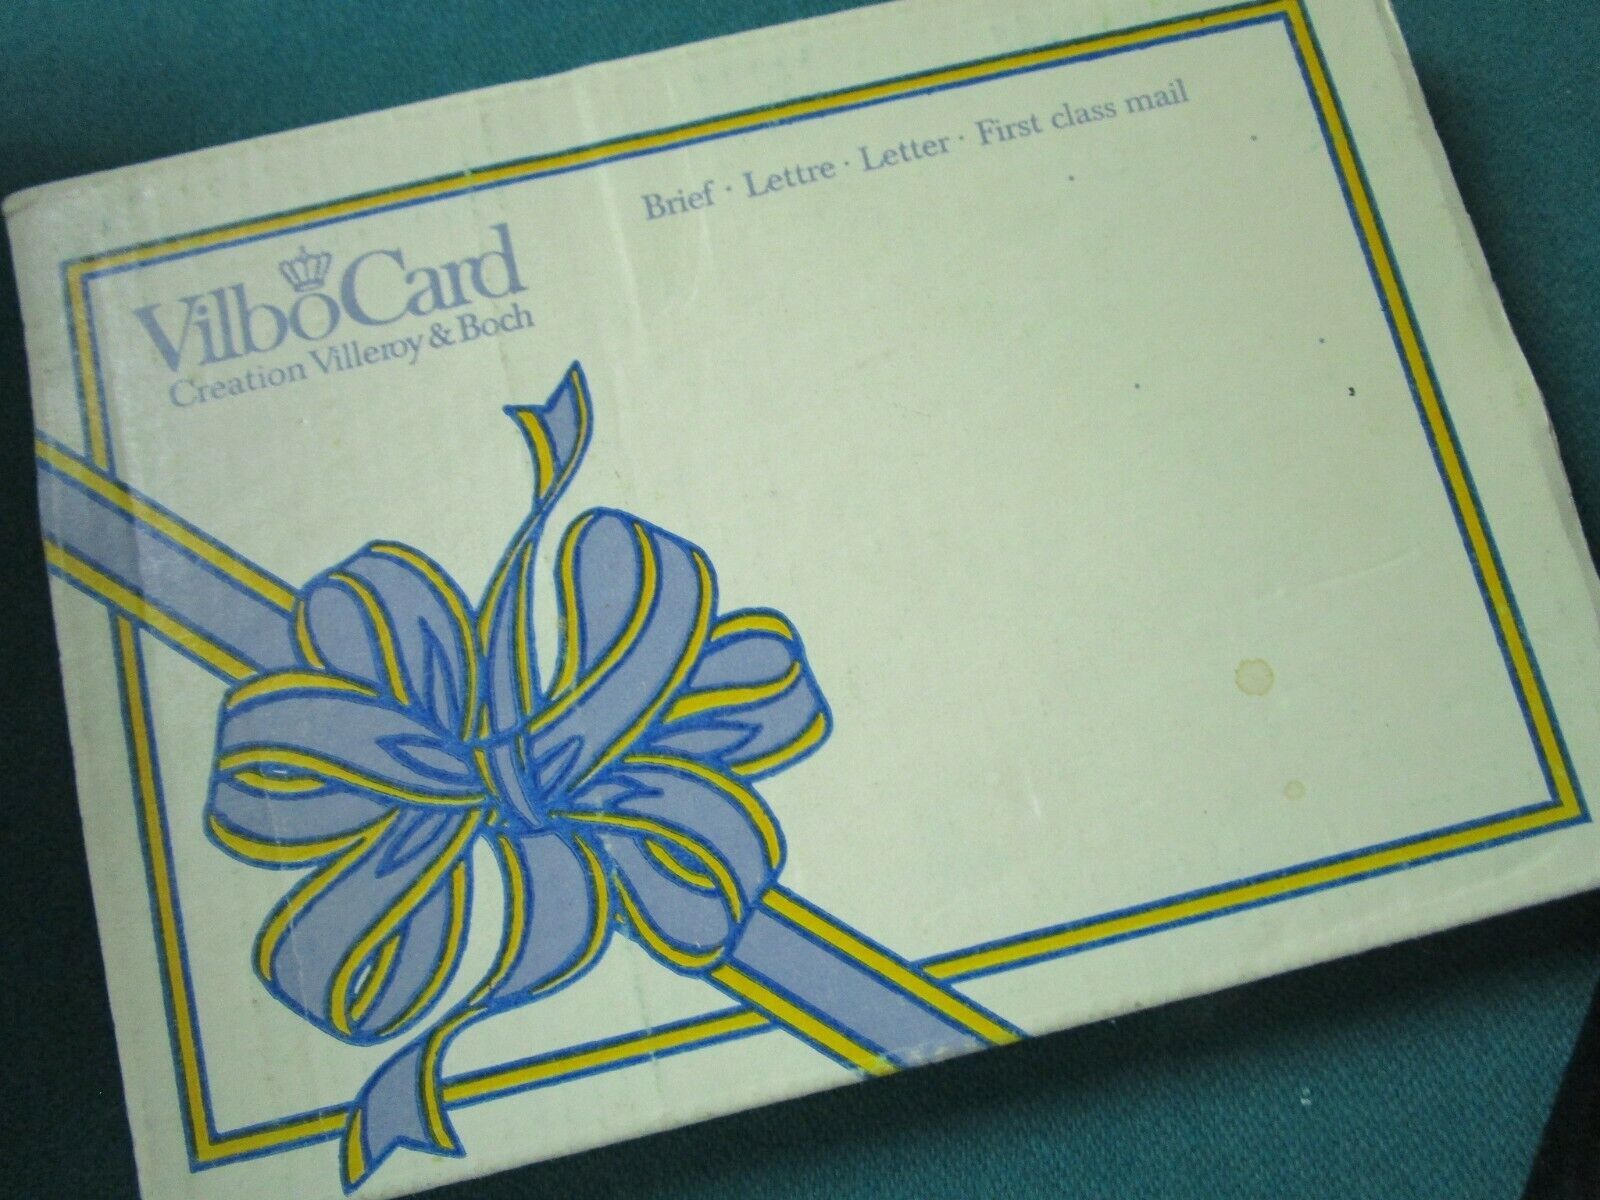 Brief · Lettre · Letter · First class mail
VilboCard
Creation Villeroy & Boch